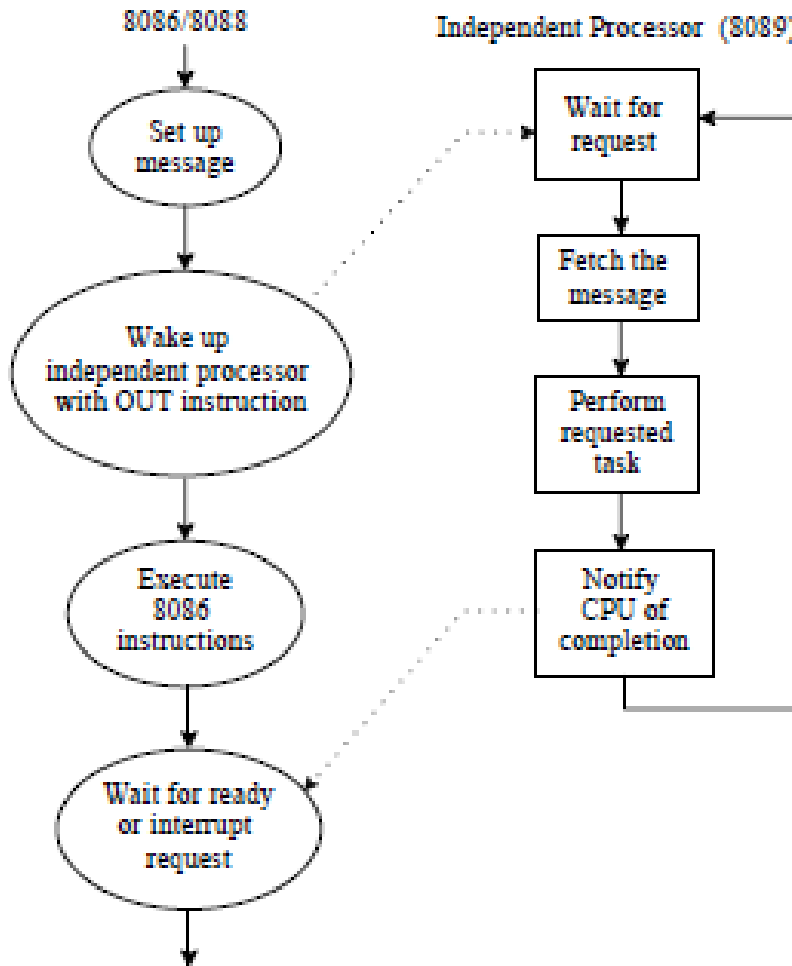 8086/8088
Set up
message
Wake up
independent processor
with OUT instruction
Execute
8086
instructions
Wait for ready
or interrupt
request
Independent Processor (8089)
Wait for
request
Fetch the
message
Perform
requested
task
Notify
CPU of
completion